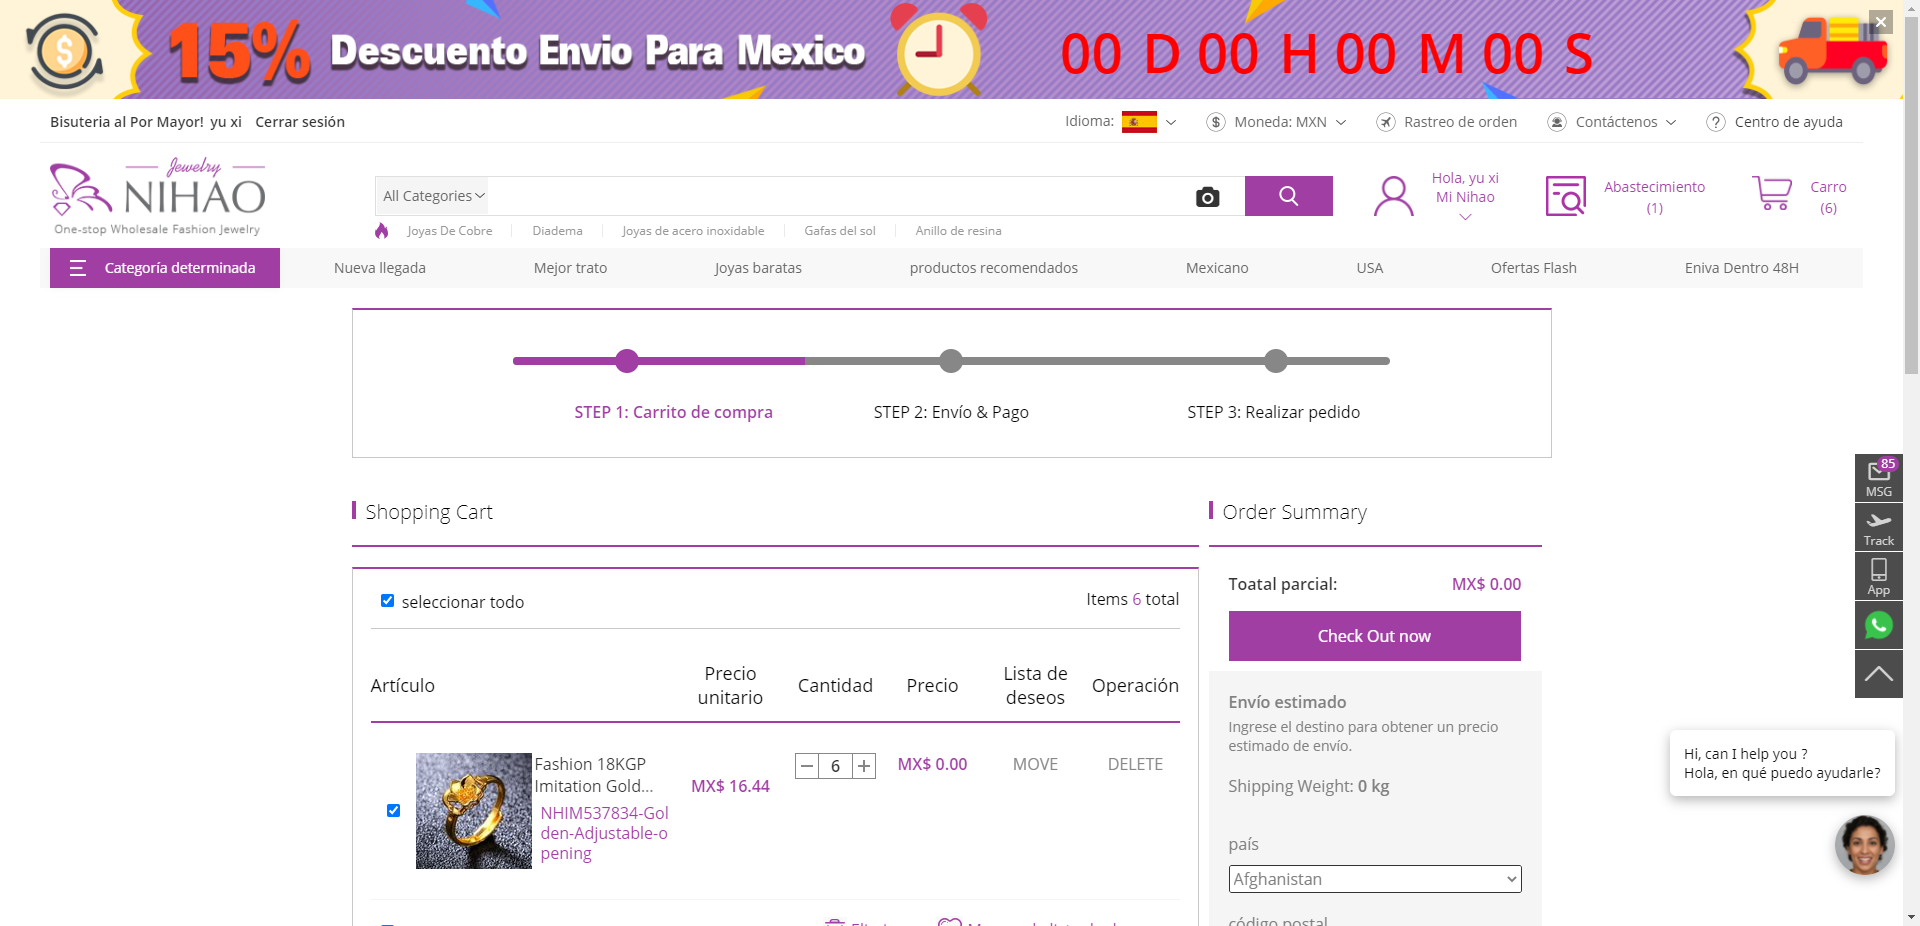 15% Descuento Envio Para Mexico 00 D 00 H 00 M 00 S
Bisuteria al Por Mayor! yu xi Cerrar sesión
Idioma: Moneda: MXN Rastreo de orden Contáctenos Centro de ayuda
Jewelry
NIHAO
One-stop Wholesale Fashion Jewelry
All Categories
Hola, yu xi
Mi Nihao
Abastecimiento
(1)
Carro
(6)
Joyas De Cobre Diadema Joyas de acero inoxidable Gafas del sol Anillo de resina
Categoría determinada Nueva llegada Mejor trato Joyas baratas productos recomendados Mexicano USA Ofertas Flash Eniva Dentro 48H
STEP 1: Carrito de compra STEP 2: Envío & Pago STEP 3: Realizar pedido
Shopping Cart
seleccionar todo
Items 6 total
Artículo
Precio
unitario
Cantidad
Precio
Lista de
deseos
Operación
Fashion 18KGP
Imitation Gold...
NHIM537834-Gol
den-Adjustable-o
pening
MX$ 16.44
6
MX$ 0.00
MOVE
DELETE
Order Summary
Toatal parcial: MX$ 0.00
Check Out now
Envío estimado
Ingrese el destino para obtener un precio
estimado de envío.
Shipping Weight: 0 kg
país
Afghanistan
código postal
85
MSG
Track
App
Hi, can I help you ?
Hola, en qué puedo ayudarle?